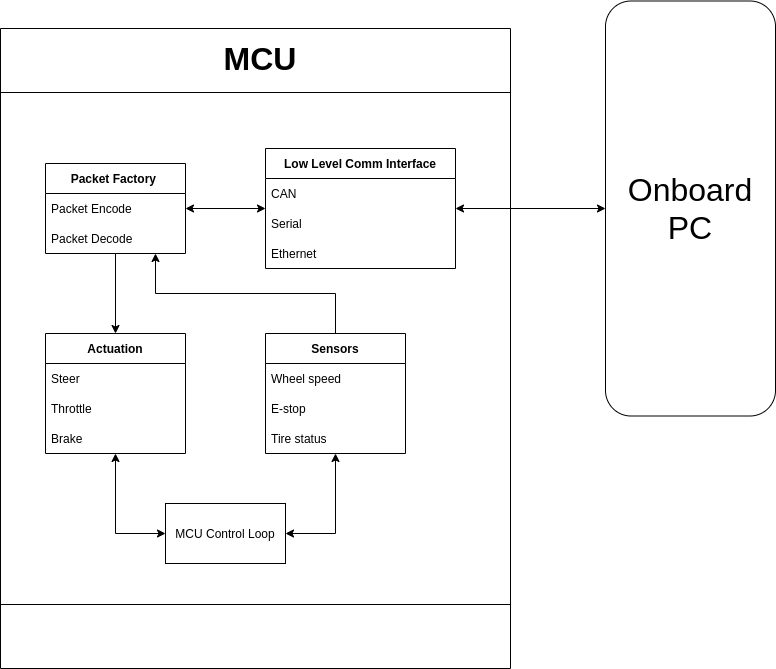 MCU
Onboard
PC
Packet Factory
Packet Encode
Packet Decode
Low Level Comm Interface
CAN
Serial
Ethernet
Actuation
Steer
Throttle
Brake
Sensors
Wheel speed
E-stop
Tire status
MCU Control Loop